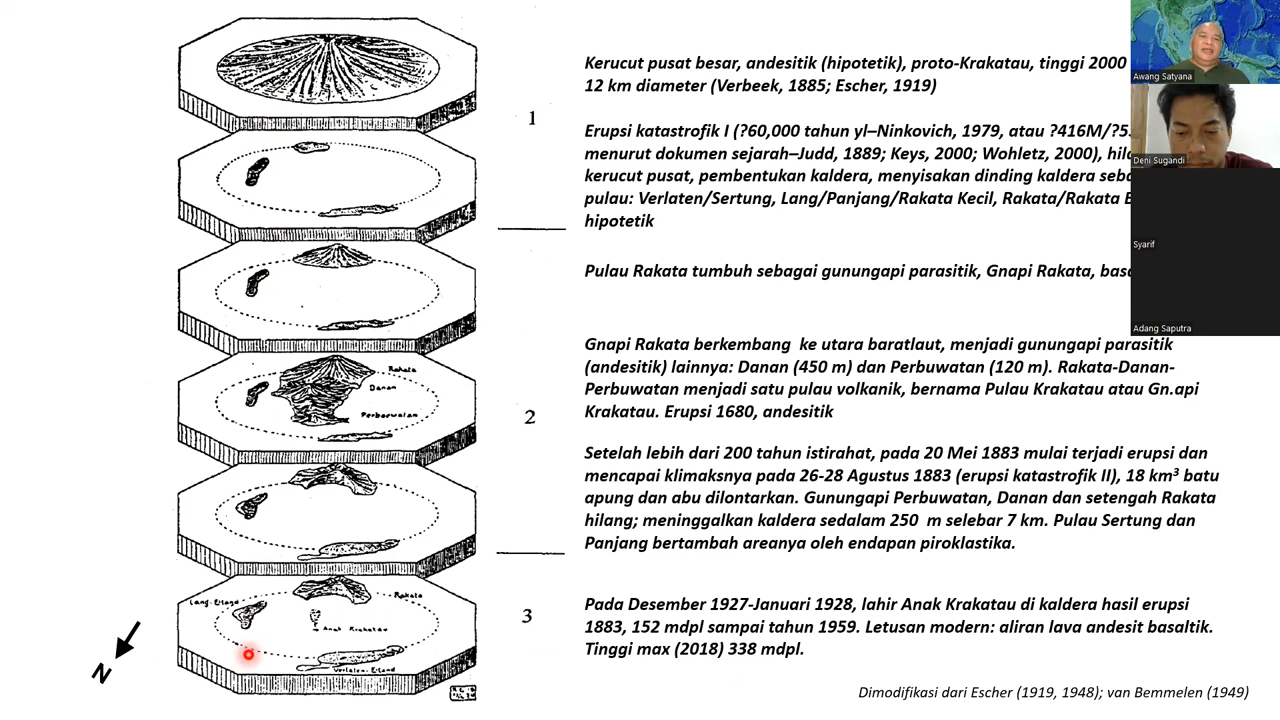 Kerucut pusat besar, andesitik (hipotetik), proto-Krakatau, tinggi 2000
12 km diameter (Verbeek, 1885; Escher, 1919)
1
Erupsi katastrofik I (?60,000 tahun yl–Ninkovich, 1979, atau ?416M/?5
menurut dokumen sejarah–Judd, 1889; Keys, 2000; Wohletz, 2000),
kerucut pusat, pembentukan kaldera, menyisakan dinding kaldera
pulau: Verlaten/Sertung, Lang/Panjang/Rakata Kecil, Rakata/Rakata
hipotetik
Pulau Rakata tumbuh sebagai gunungapi parasitik, Gnapi Rakata,
Gnapi Rakata berkembang ke utara baratlaut, menjadi gunungapi parasitik
(andesitik) lainnya: Danan (450 m) dan Perbuwatan (120 m). Rakata-Danan-
Perbuwatan menjadi satu pulau volkanik, bernama Pulau Krakatau atau Gn.api
Krakatau. Erupsi 1680, andesitik
2
Rakata
Danan
Perboewatan
Setelah lebih dari 200 tahun istirahat, pada 20 Mei 1883 mulai terjadi erupsi dan
mencapai klimaksnya pada 26-28 Agustus 1883 (erupsi katastrofik II), 18 km³ batu
apung dan abu dilontarkan. Gunungapi Perbuwatan, Danan dan setengah Rakata
hilang; meninggalkan kaldera sedalam 250 m selebar 7 km. Pulau Sertung dan
Panjang bertambah areanya oleh endapan piroklastika.
Lang-Eiland
Rakata
Anak Krakatau
Verlaten-Eiland
3
Pada Desember 1927-Januari 1928, lahir Anak Krakatau di kaldera hasil erupsi
1883, 152 mdpl sampai tahun 1959. Letusan modern: aliran lava andesit basaltik.
Tinggi max (2018) 338 mdpl.
N
Dimodifikasi dari Escher (1919, 1948); van Bemmelen (1949)
Awang Satyana
Deni Sugandi
Syarif
Adang Saputra